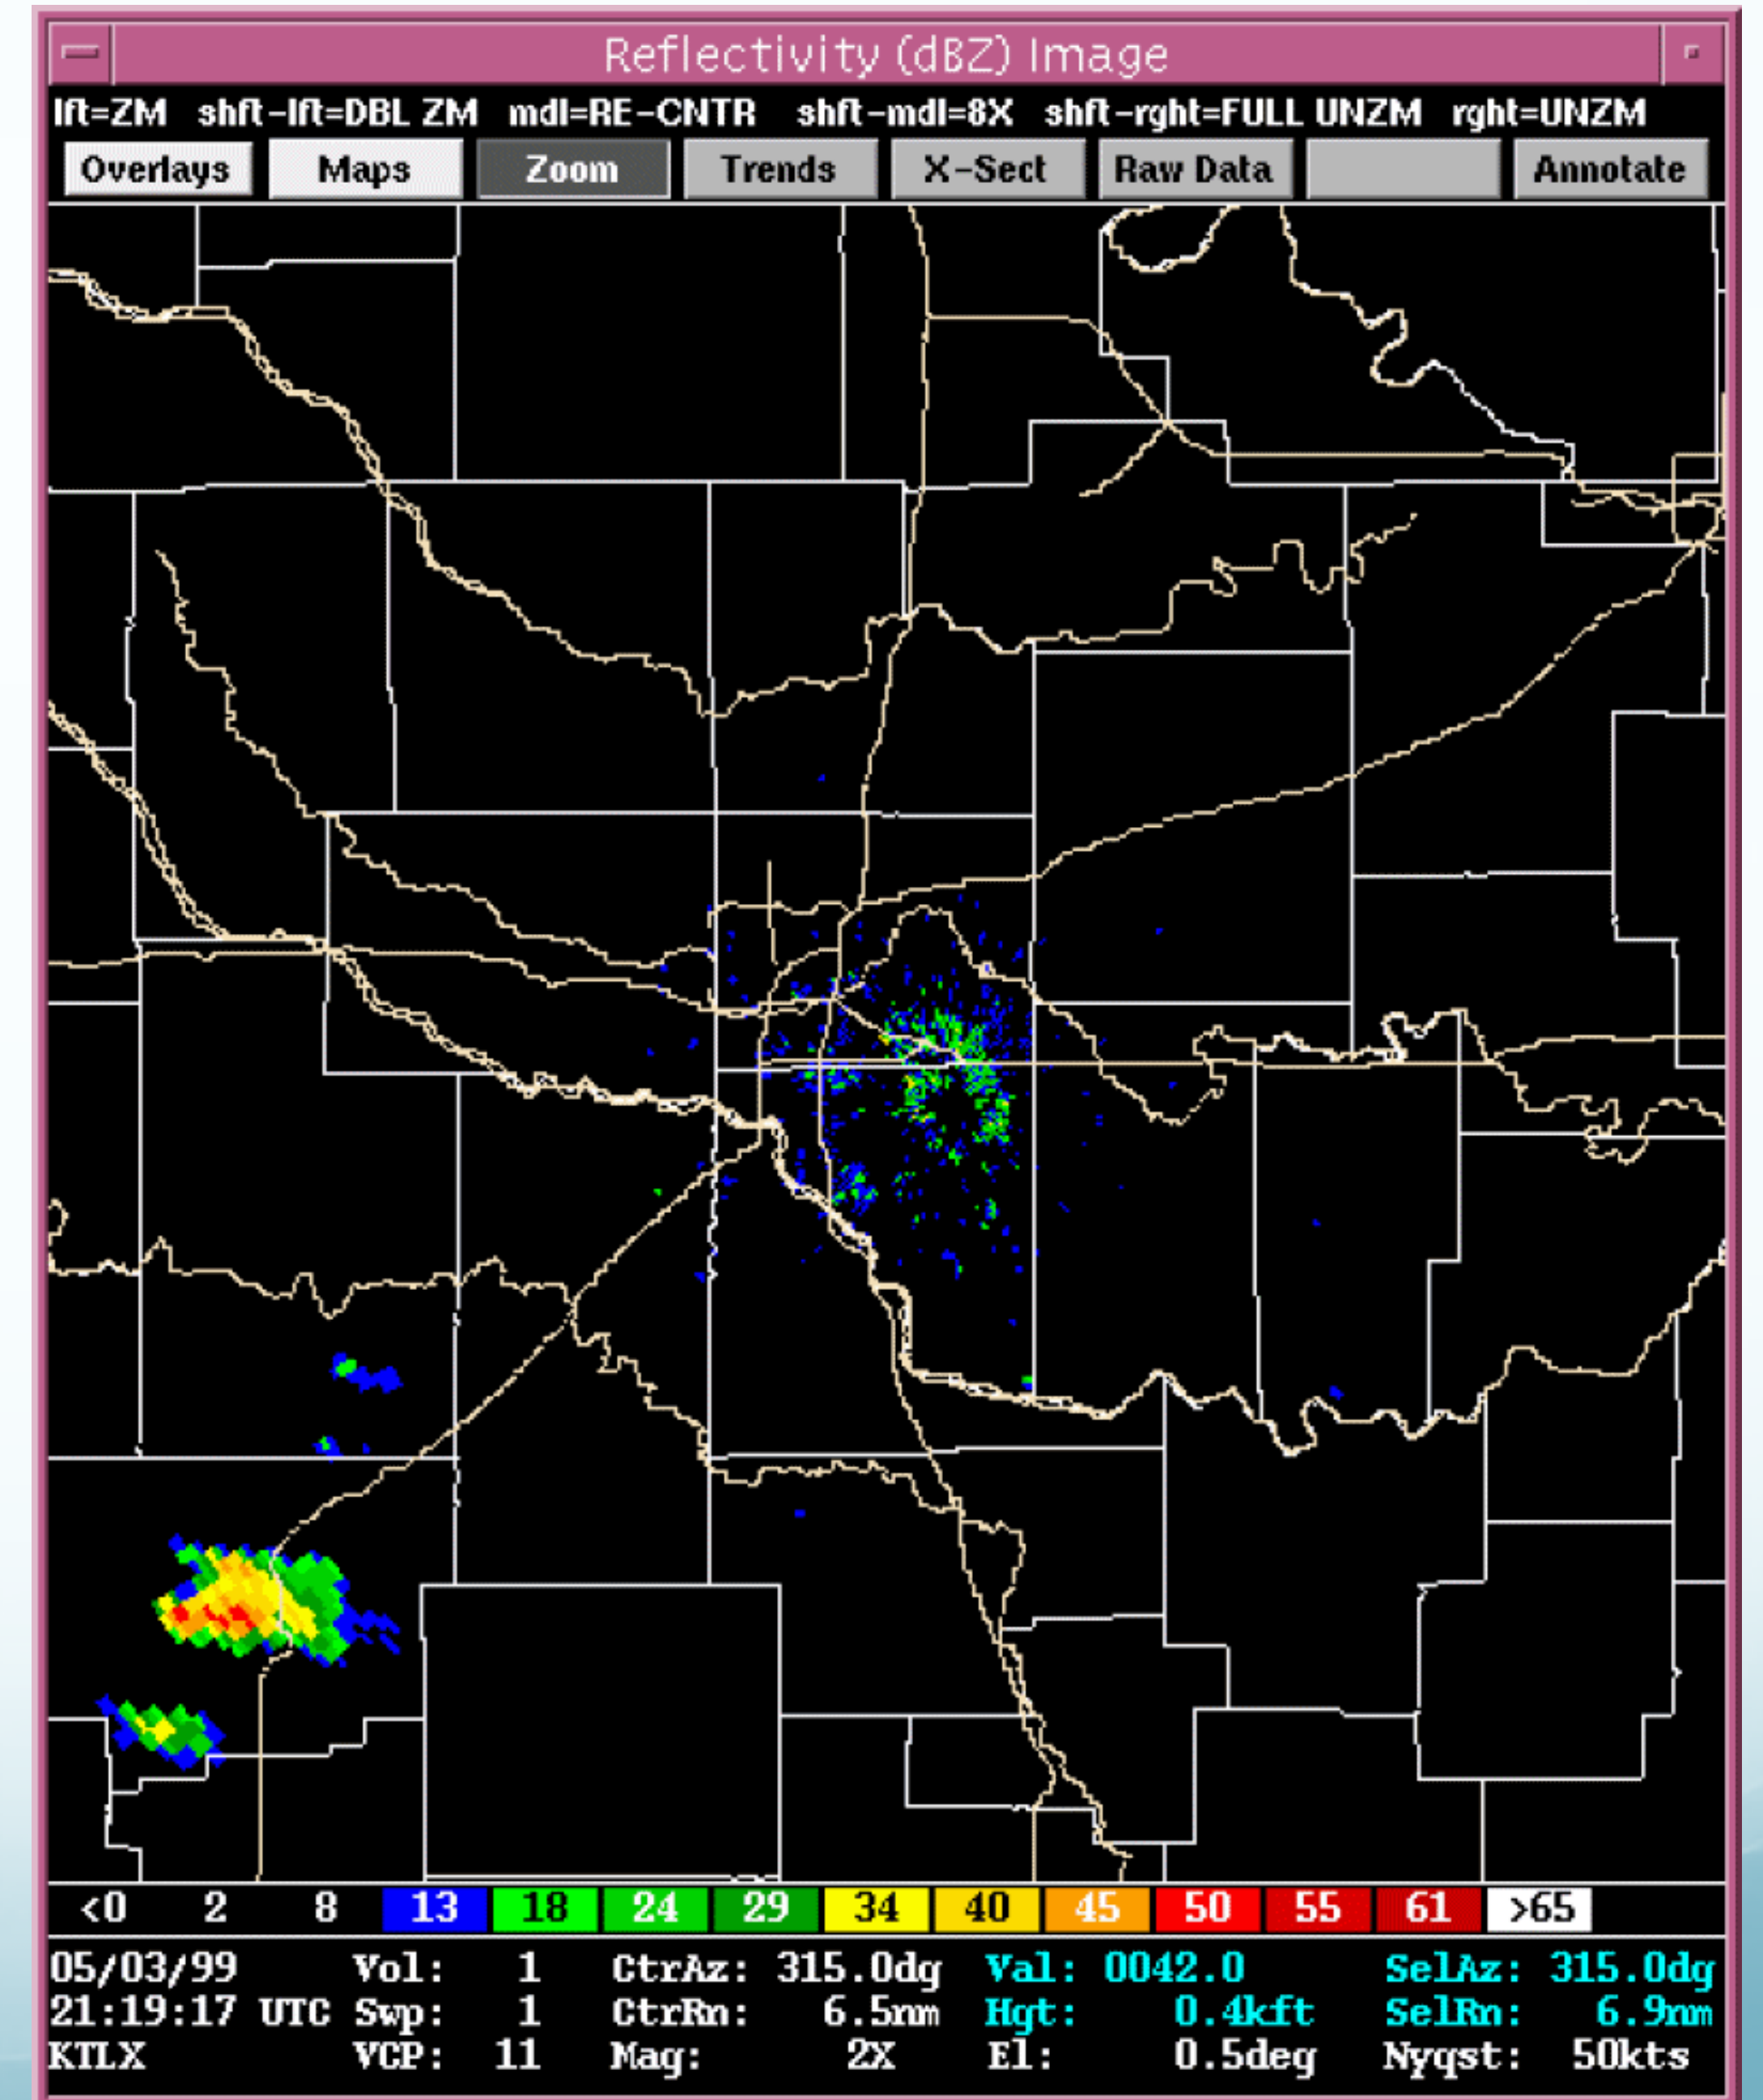 Reflectivity (dBZ) Image
lft=ZM shft-lft=DBL ZM mdl=RE-CNTR shft-mdl=8X shft-rght=FULL UNZM rght=UNZM
Overlays Maps Zoom Trends X-Sect Raw Data Annotate
<0 2 8 13 18 24 29 34 40 45 50 55 61 >65
05/03/99 Vol: 1 CtrAz: 315.0dg Val: 0042.0 SelAz: 315.0dg
21:19:17 UTC Swp: 1 CtrRn: 6.5nm Hgt: 0.4kft SelRn: 6.9nm
KTLX VCP: 11 Mag: 2X El: 0.5deg Nyqst: 50kts